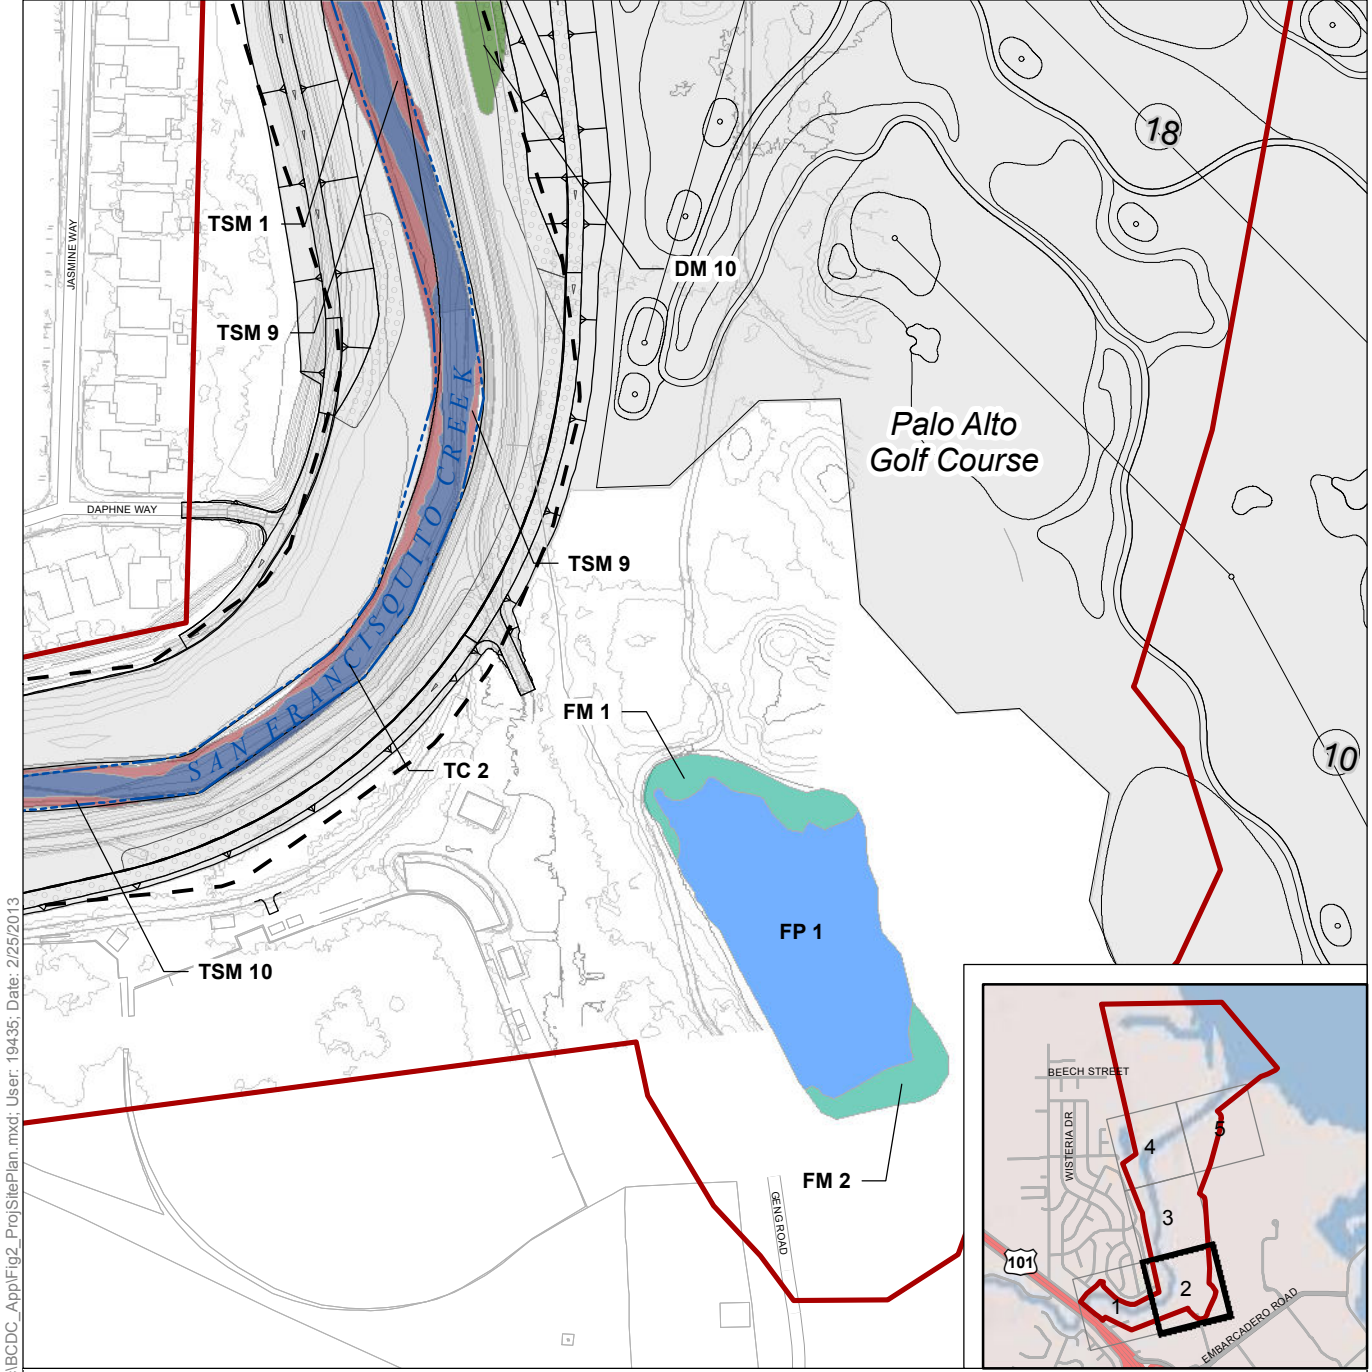 18
TSM 1
JASMINE WAY
DM 10
TSM 9
Palo Alto
Golf Course
DAPHNE WAY
SAN FRANCISQUITO CREEK
TSM 9
FM 1
10
TC 2
FP 1
TSM 10
FM 2
GENG ROAD
BEECH STREET
WISTERIA DR
5
4
3
101
2
1
EMBARCADERO ROAD
\BCDC_App\Fig2_ProjSitePlan.mxd; User: 19435; Date: 2/25/2013